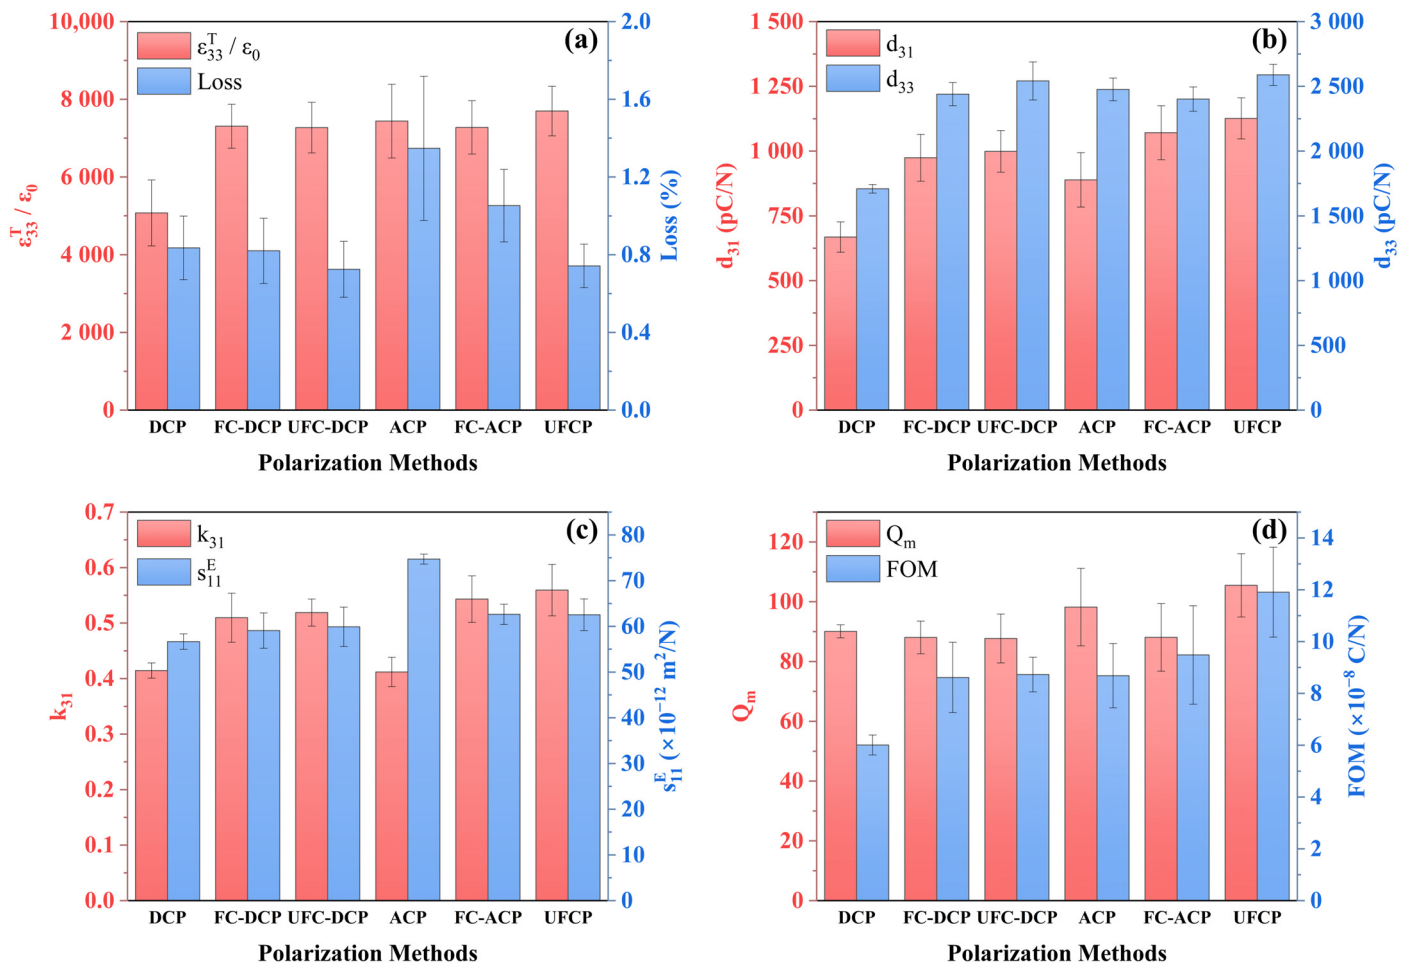 (a)
ε₃₃ᵀ / ε₀
Loss
10,000
8 000
6 000
4 000
2 000
0
ε₃₃ᵀ / ε₀
2.0
1.6
1.2
0.8
0.4
0.0
Loss (%)
DCP FC-DCP UFC-DCP ACP FC-ACP UFCP
Polarization Methods
(b)
d₃₁
d₃₃
1 500
1 250
1 000
750
500
250
0
d₃₁ (pC/N)
3 000
2 500
2 000
1 500
1 000
500
0
d₃₃ (pC/N)
DCP FC-DCP UFC-DCP ACP FC-ACP UFCP
Polarization Methods
(c)
k₃₁
s₁₁ᴱ
0.7
0.6
0.5
0.4
0.3
0.2
0.1
0.0
k₃₁
80
70
60
50
40
30
20
10
0
s₁₁ᴱ (×10⁻¹² m²/N)
DCP FC-DCP UFC-DCP ACP FC-ACP UFCP
Polarization Methods
(d)
Qₘ
FOM
120
100
80
60
40
20
0
Qₘ
14
12
10
8
6
4
2
0
FOM (×10⁻⁸ C/N)
DCP FC-DCP UFC-DCP ACP FC-ACP UFCP
Polarization Methods